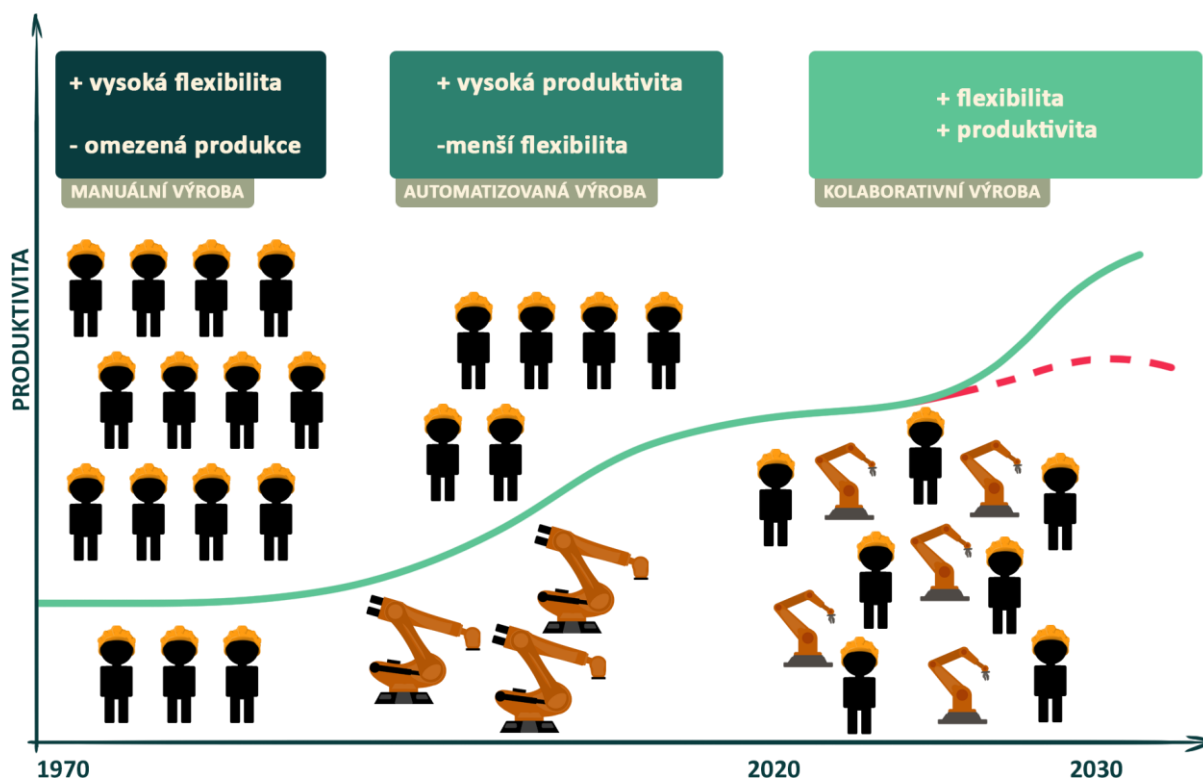 + vysoká flexibilita
- omezená produkce
MANUÁLNÍ VÝROBA
+ vysoká produktivita
-menší flexibilita
AUTOMATIZOVANÁ VÝROBA
+ flexibilita
+ produktivita
KOLABORATIVNÍ VÝROBA
PRODUKTIVITA
1970
2020
2030